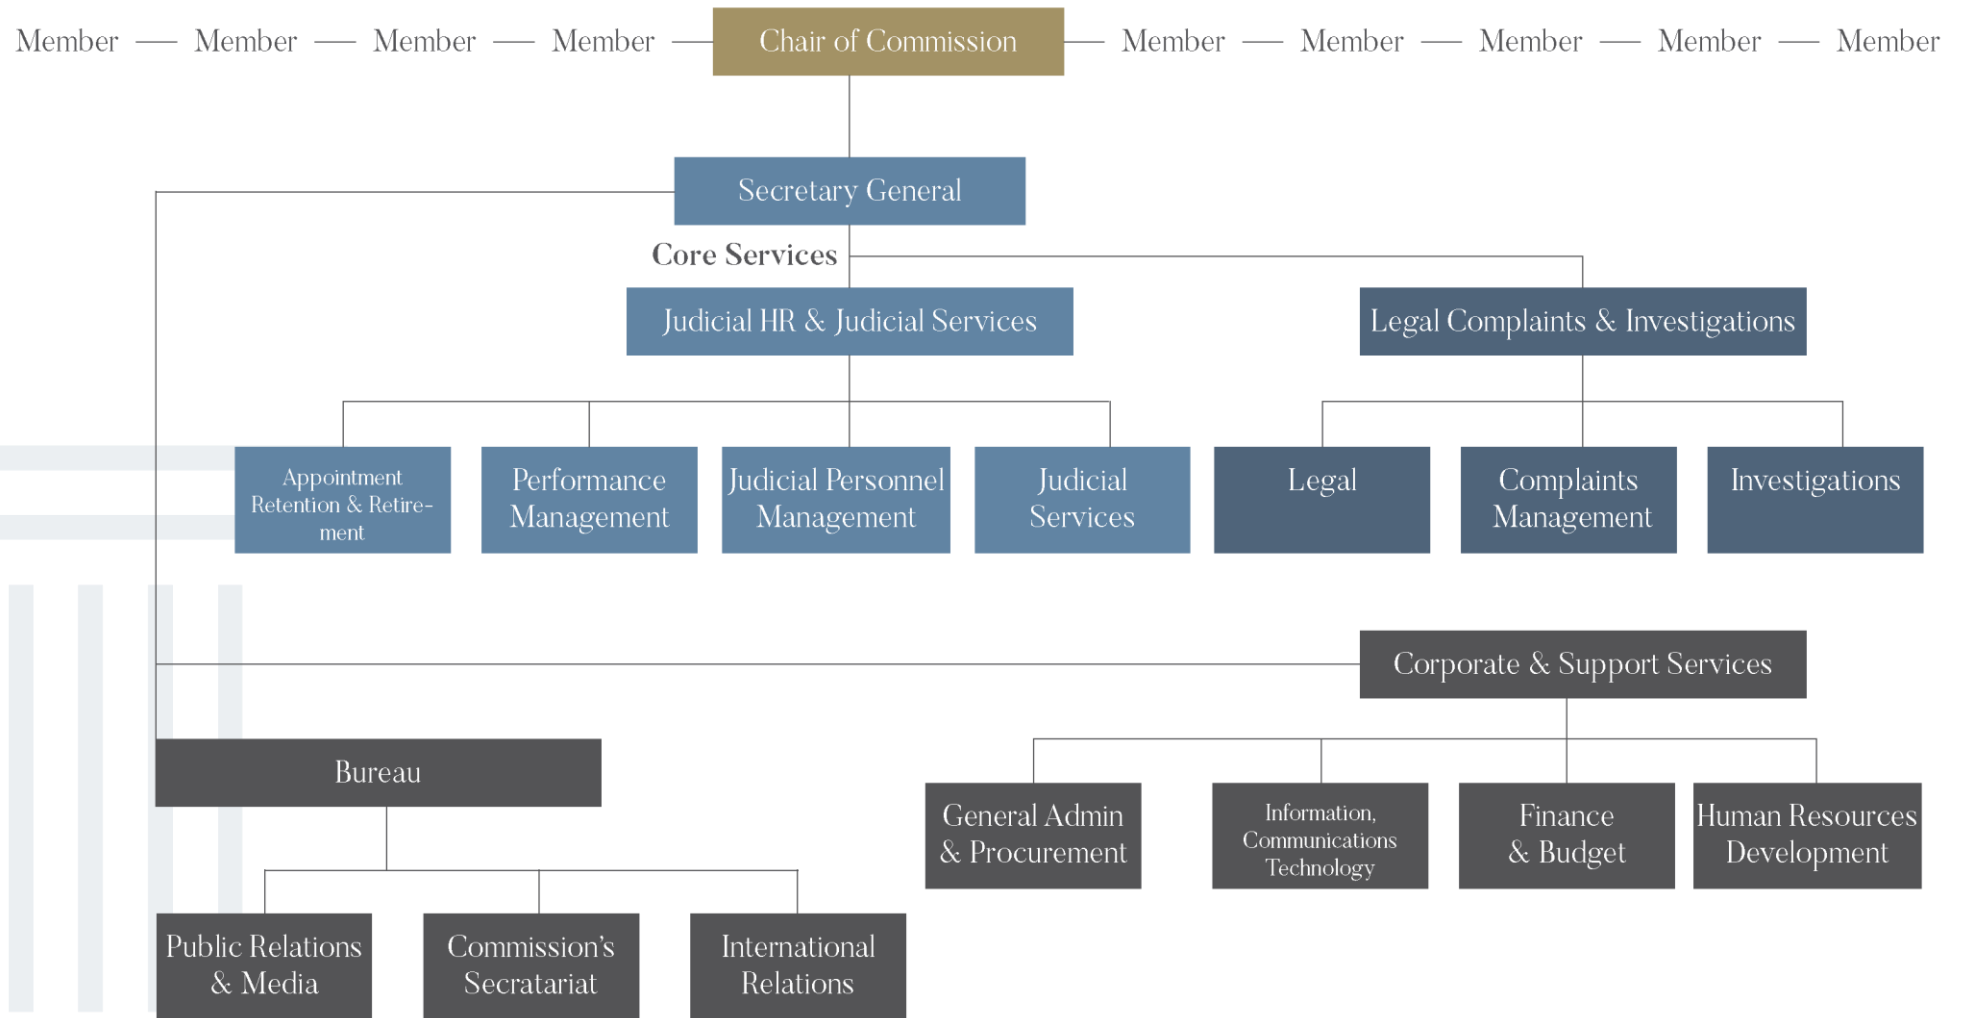 Member Member Member Member Chair of Commission Member Member Member Member Member
Secretary General
Core Services
Judicial HR & Judicial Services
Legal Complaints & Investigations
Appointment
Retention & Retire-
ment
Performance
Management
Judicial Personnel
Management
Judicial
Services
Legal
Complaints
Management
Investigations
Corporate & Support Services
Bureau
General Admin
& Procurement
Information,
Communications
Technology
Finance
& Budget
Human Resources
Development
Public Relations
& Media
Commission's
Secratariat
International
Relations